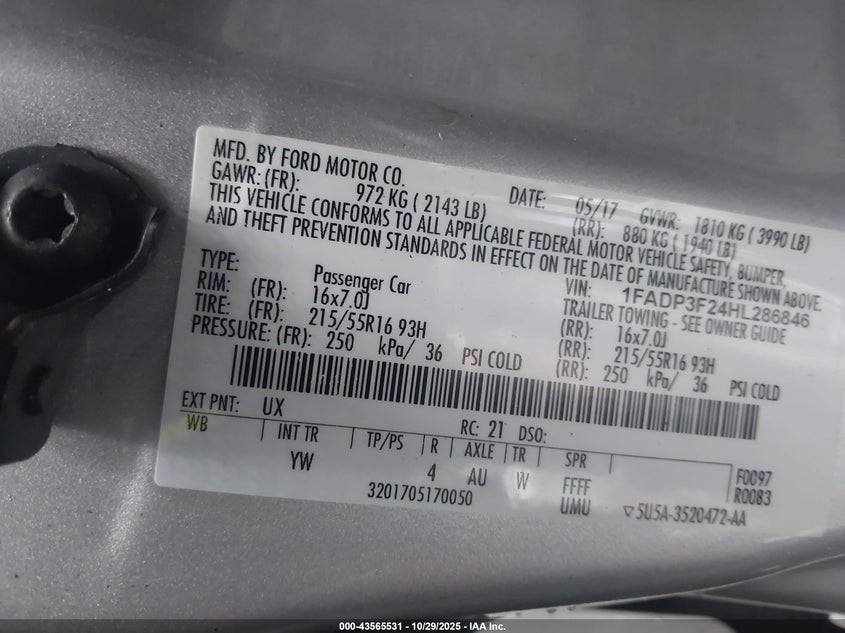 MFD. BY FORD MOTOR CO. DATE: 05/17 GVWR: 1810 KG ( 3990 LB)
GAWR: (FR): 972 KG ( 2143 LB) (RR): 880 KG ( 1940 LB)
THIS VEHICLE CONFORMS TO ALL APPLICABLE FEDERAL MOTOR VEHICLE SAFETY, BUMPER,
AND THEFT PREVENTION STANDARDS IN EFFECT ON THE DATE OF MANUFACTURE SHOWN ABOVE.
VIN: 1FADP3F24HL286846
TYPE: Passenger Car TRAILER TOWING - SEE OWNER GUIDE
RIM: (FR): 16x7.0J (RR): 16x7.0J
TIRE: (FR): 215/55R16 93H (RR): 215/55R16 93H
PRESSURE: (FR): 250 kPa/ 36 PSI COLD (RR): 250 kPa/ 36 PSI COLD
EXT PNT: UX RC: 21 DSO:
WB INT TR TP/PS R AXLE TR SPR
YW 4 AU W FFFF F0097
3201705170050 UMU R0083
▽5U5A-3520472-AA
000-43565531 - 10/29/2025 - IAA Inc.